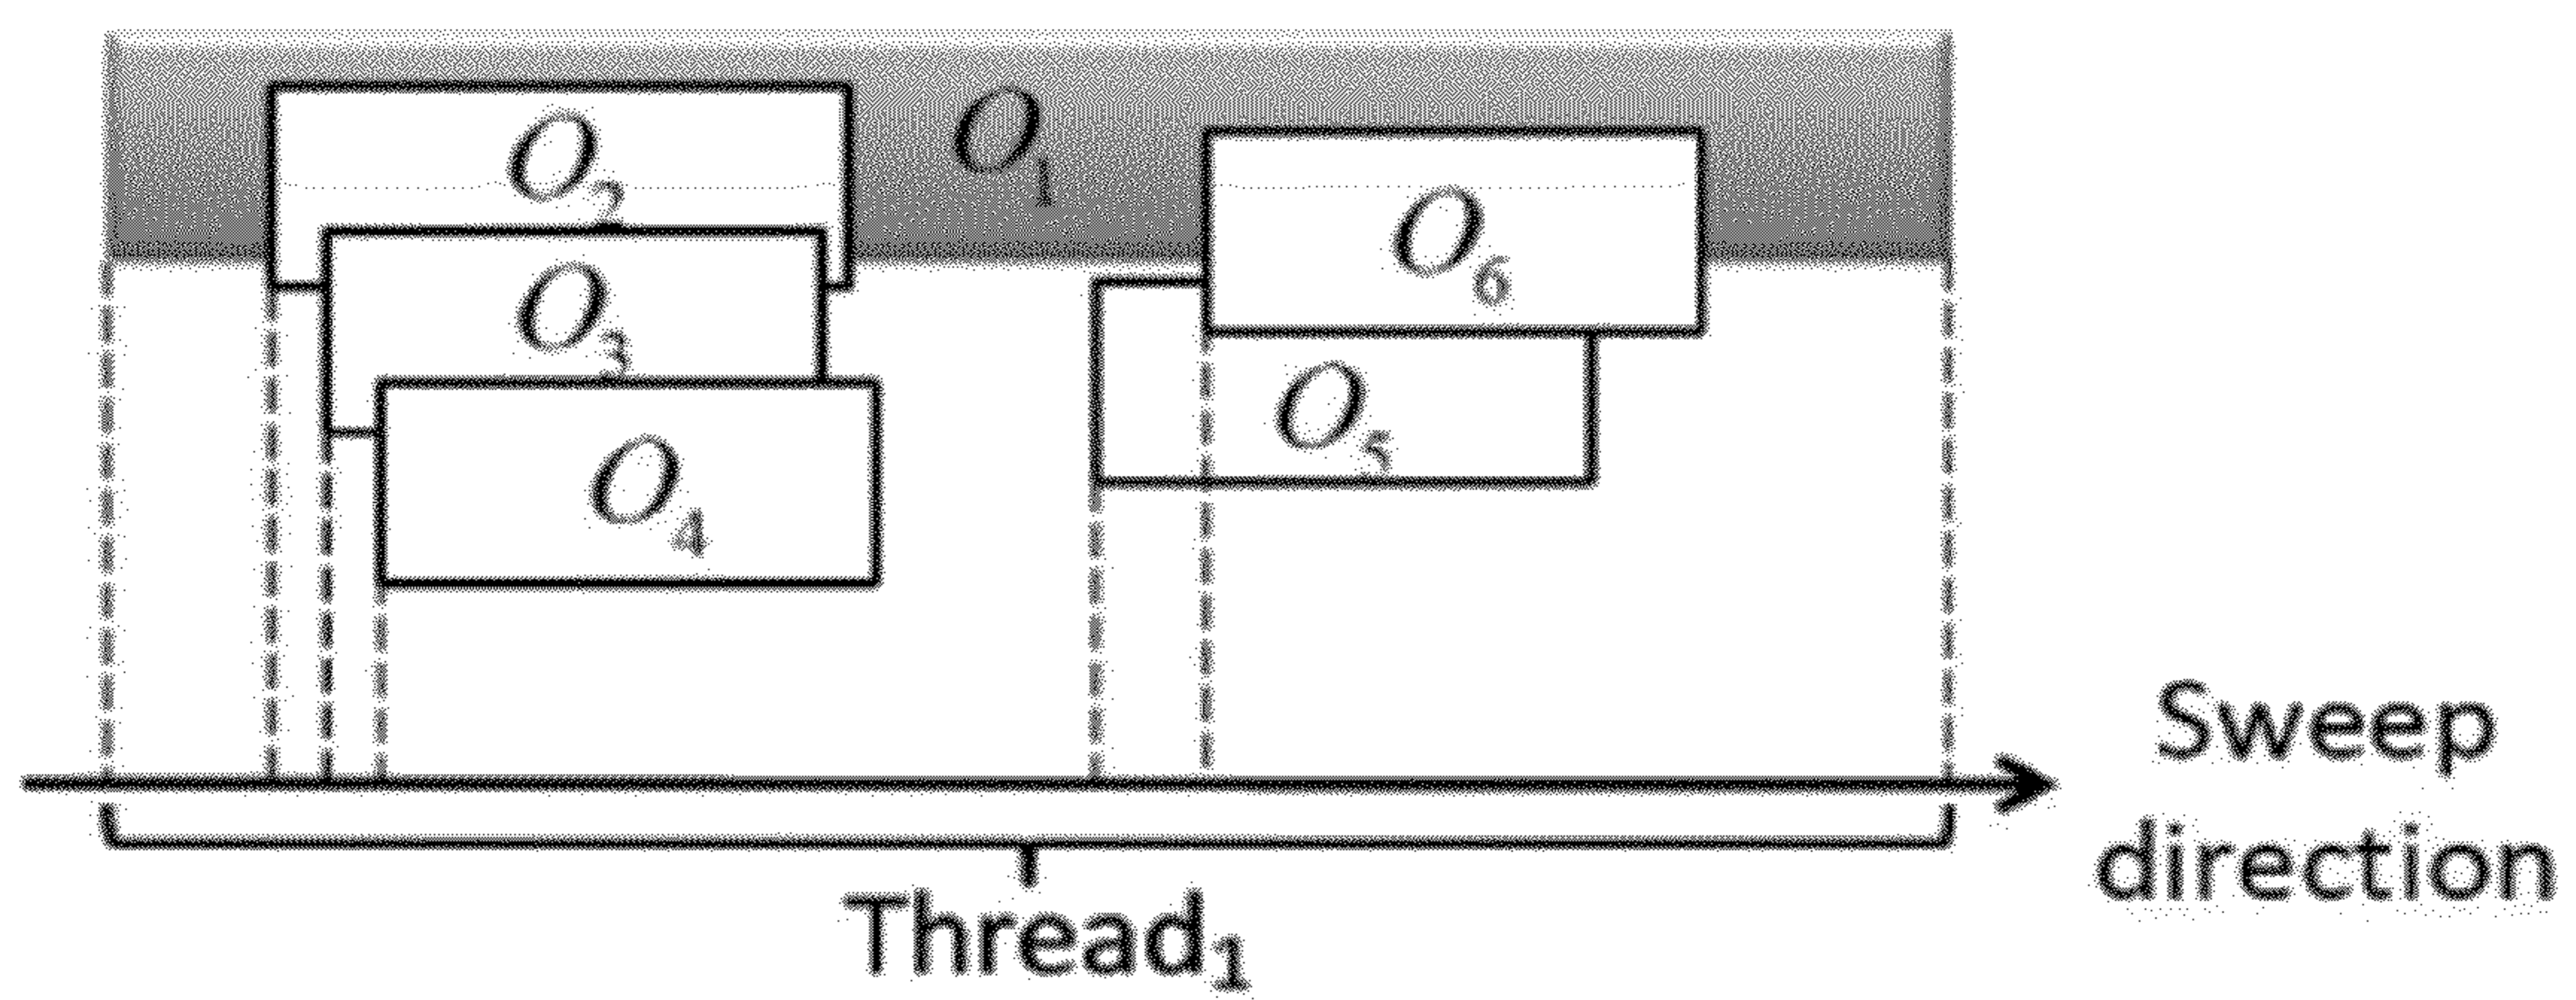 O₁
O₂
O₆
O₃
O₅
O₄
Sweep
direction
Thread₁